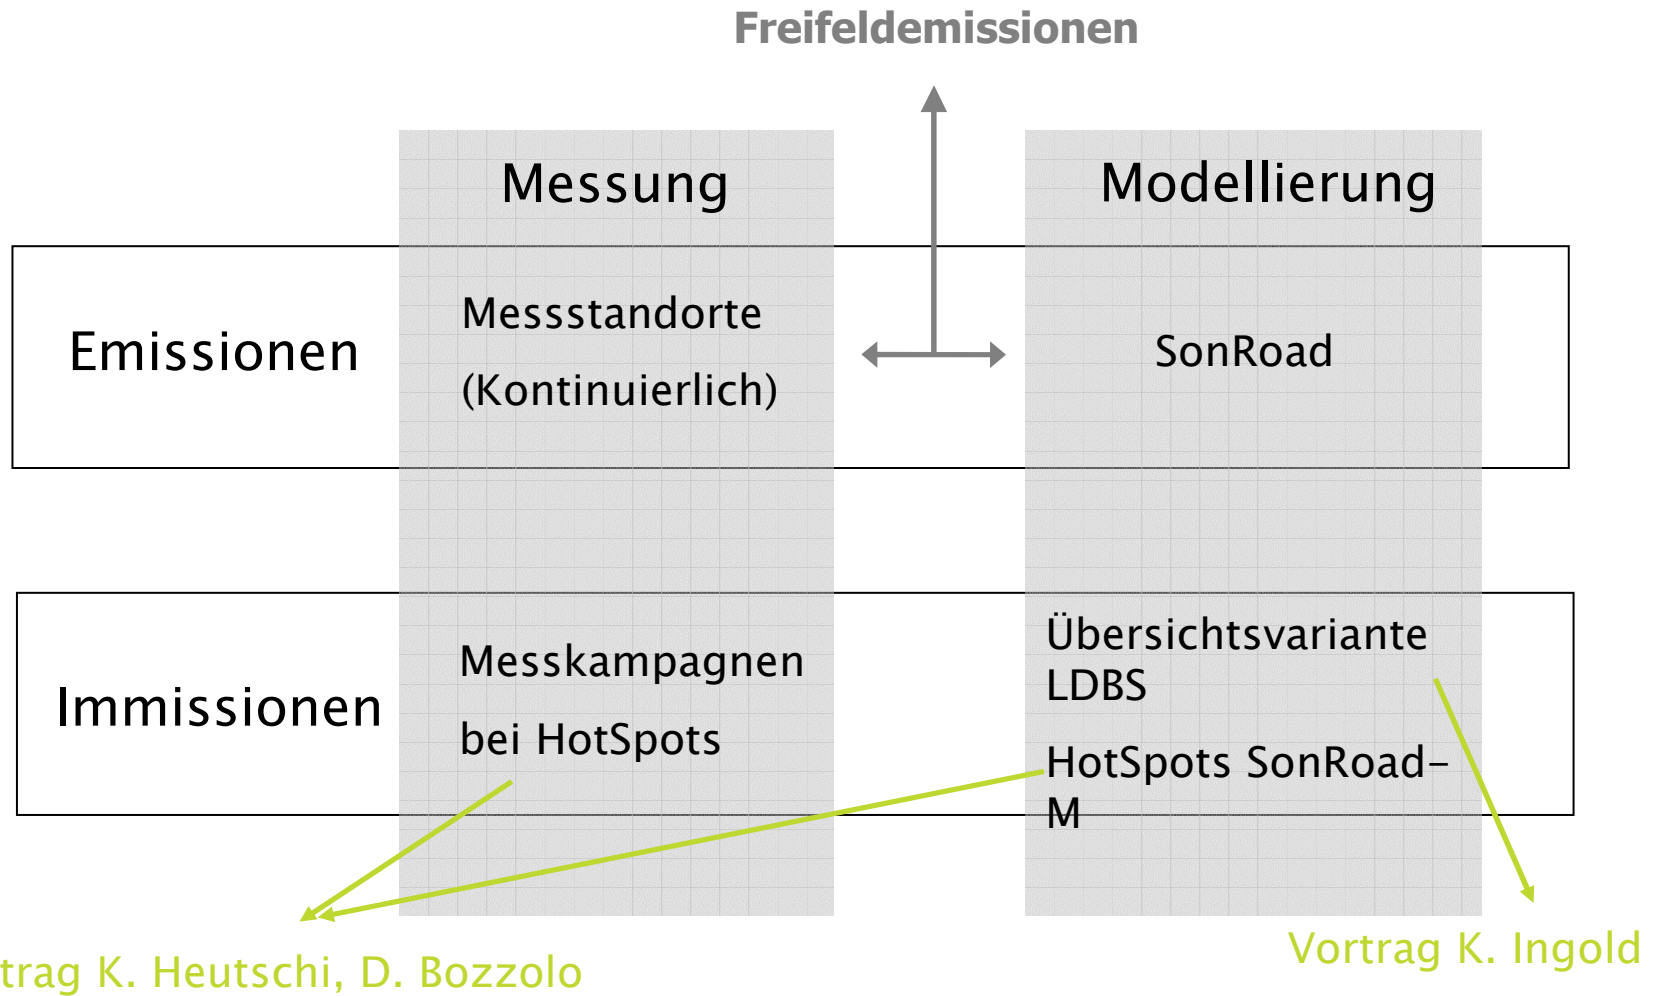 Freifeldemissionen
Messung
Modellierung
Emissionen
Messstandorte
(Kontinuierlich)
SonRoad
Immissionen
Messkampagnen
bei HotSpots
Übersichtsvariante
LDBS
HotSpots SonRoad–
M
trag K. Heutschi, D. Bozzolo
Vortrag K. Ingold